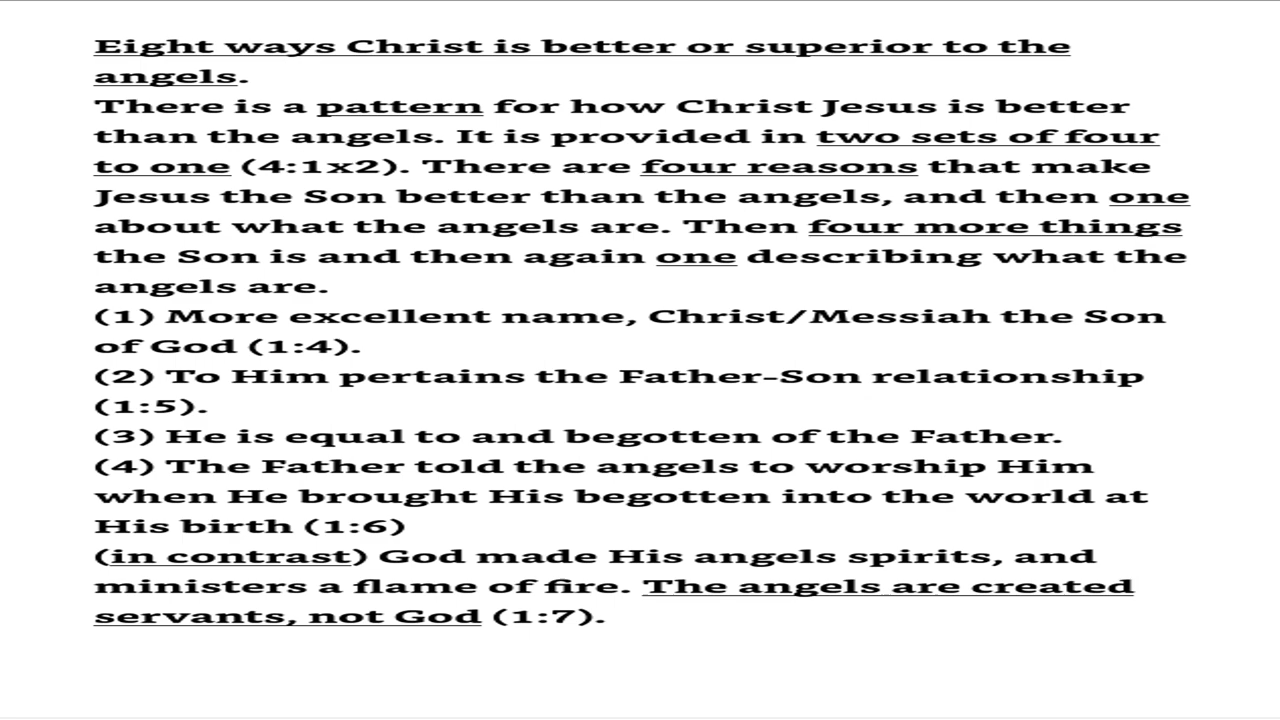 Eight ways Christ is better or superior to the
angels.
There is a pattern for how Christ Jesus is better
than the angels. It is provided in two sets of four
to one (4:1x2). There are four reasons that make
Jesus the Son better than the angels, and then one
about what the angels are. Then four more things
the Son is and then again one describing what the
angels are.
(1) More excellent name, Christ/Messiah the Son
of God (1:4).
(2) To Him pertains the Father-Son relationship
(1:5).
(3) He is equal to and begotten of the Father.
(4) The Father told the angels to worship Him
when He brought His begotten into the world at
His birth (1:6)
(in contrast) God made His angels spirits, and
ministers a flame of fire. The angels are created
servants, not God (1:7).